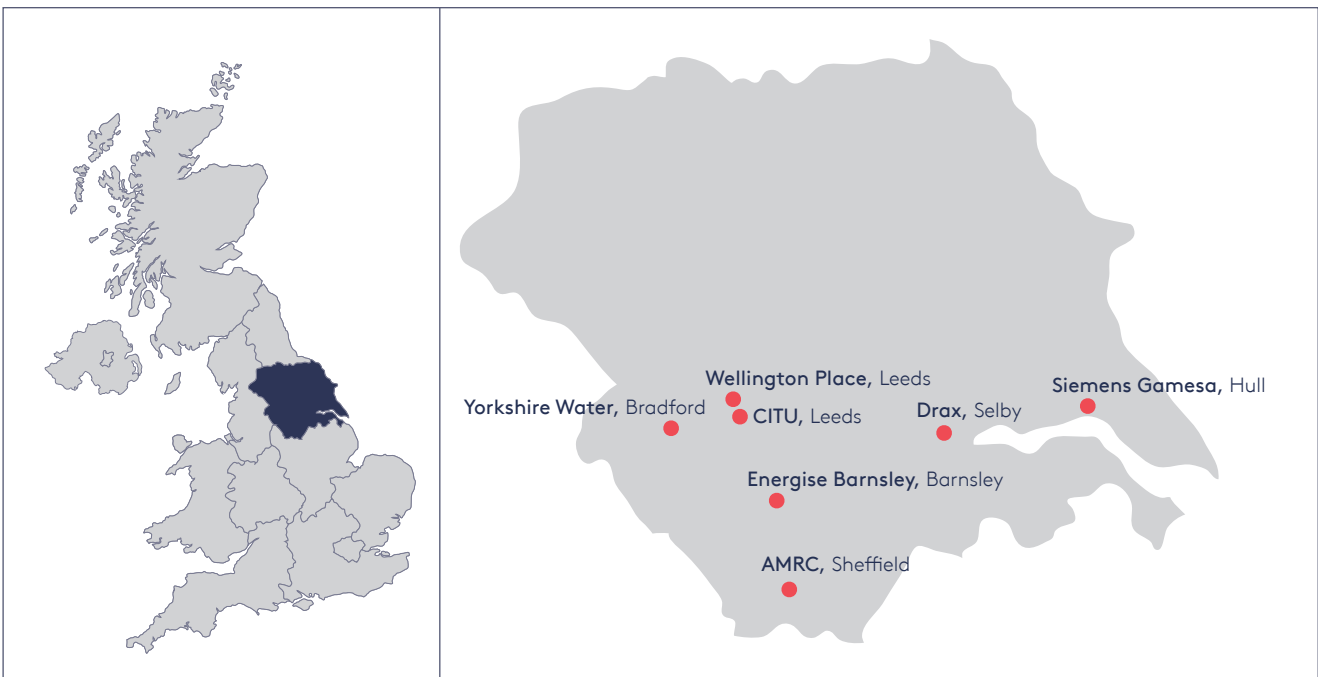 Wellington Place, Leeds
Siemens Gamesa, Hull
Yorkshire Water, Bradford
CITU, Leeds
Drax, Selby
Energise Barnsley, Barnsley
AMRC, Sheffield